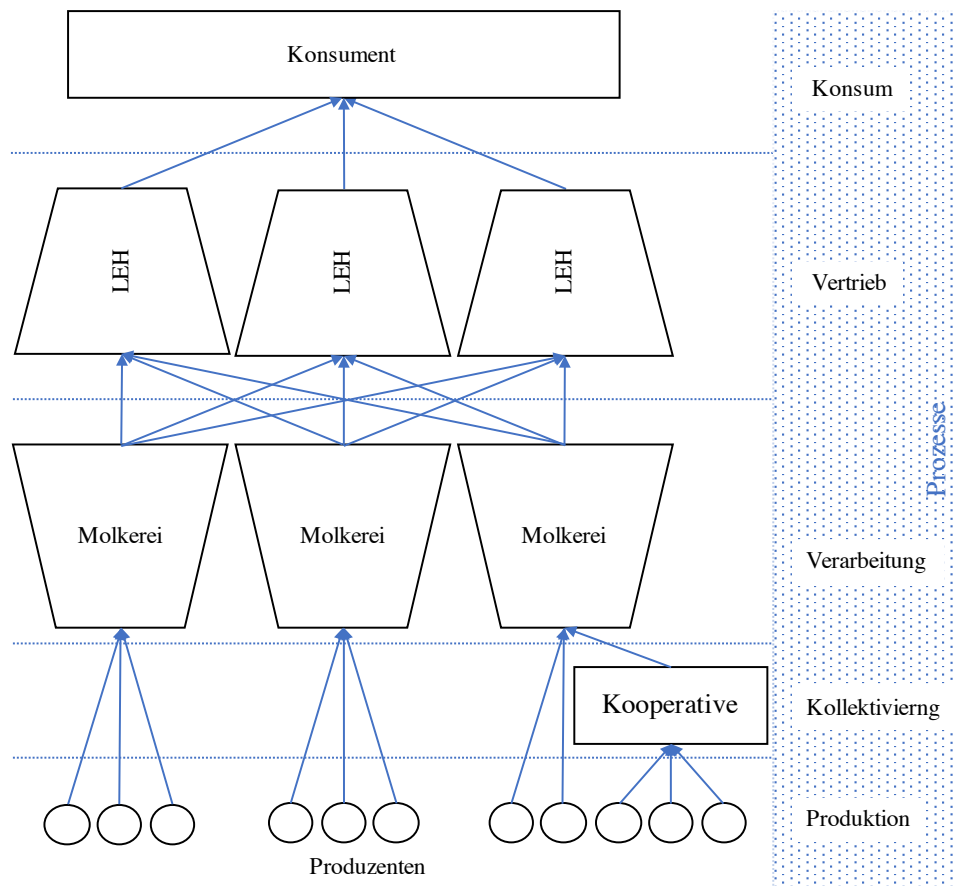 Konsument
Konsum
LEH
LEH
LEH
Vertrieb
Prozesse
Molkerei
Molkerei
Molkerei
Verarbeitung
Kooperative
Kollektivierng
Produktion
Produzenten